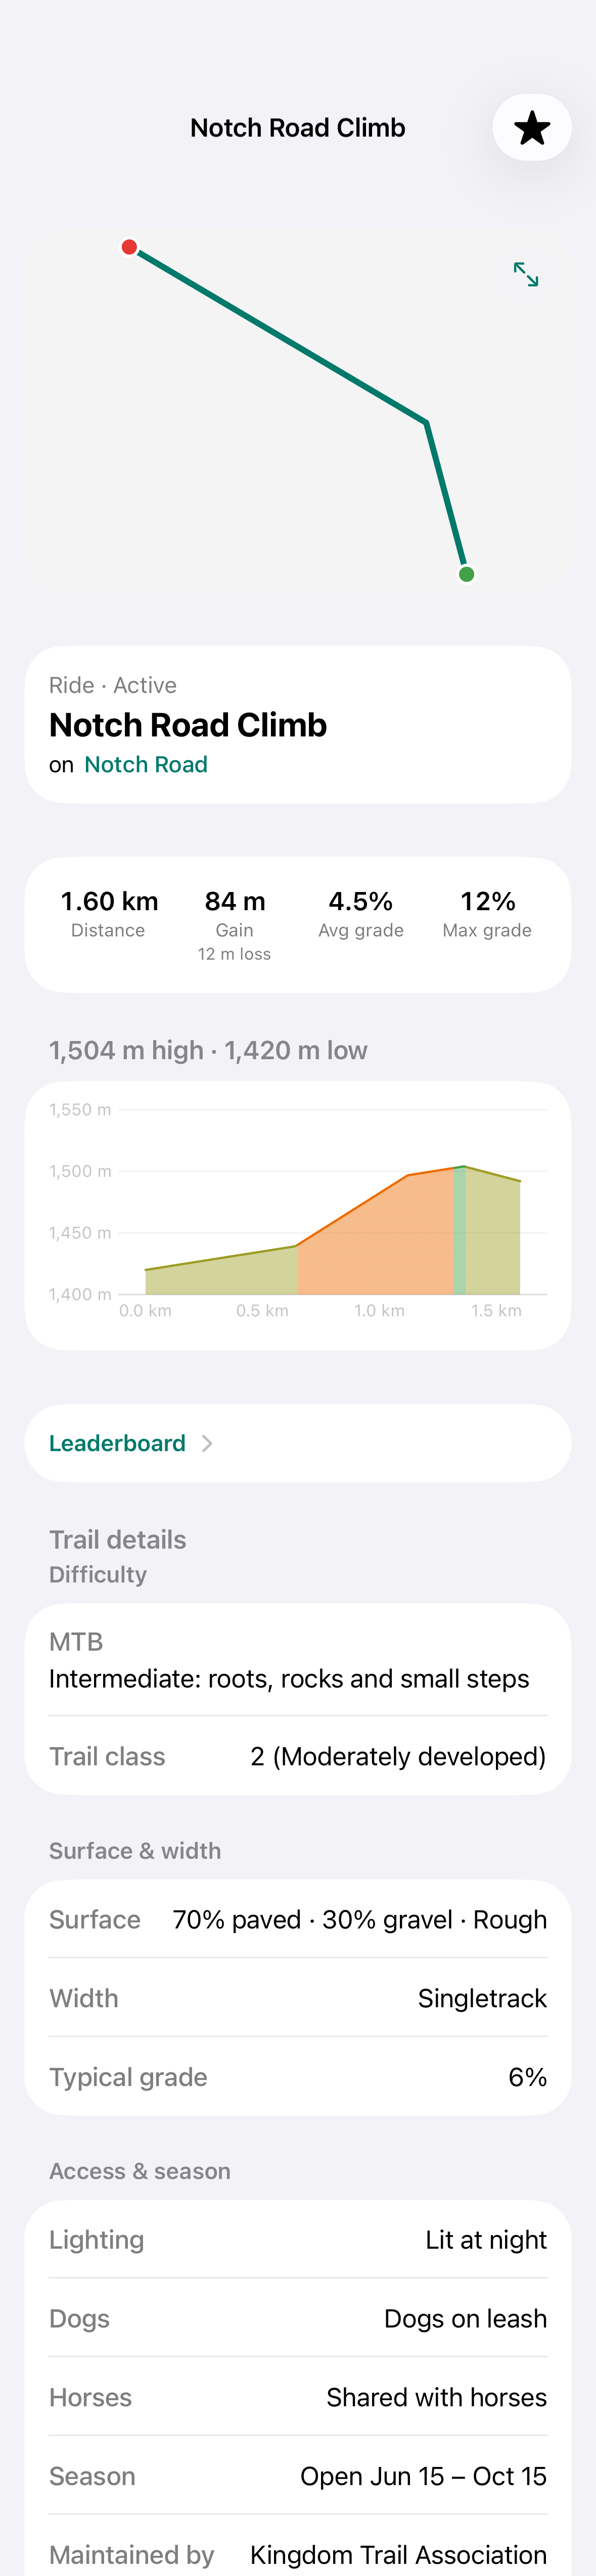 Notch Road Climb
Ride · Active
Notch Road Climb
on Notch Road
1.60 km 84 m 4.5% 12%
Distance Gain Avg grade Max grade
12 m loss
1,504 m high · 1,420 m low
1,550 m
1,500 m
1,450 m
1,400 m
0.0 km 0.5 km 1.0 km 1.5 km
Leaderboard
Trail details
Difficulty
MTB
Intermediate: roots, rocks and small steps
Trail class 2 (Moderately developed)
Surface & width
Surface 70% paved · 30% gravel · Rough
Width Singletrack
Typical grade 6%
Access & season
Lighting Lit at night
Dogs Dogs on leash
Horses Shared with horses
Season Open Jun 15 – Oct 15
Maintained by Kingdom Trail Association